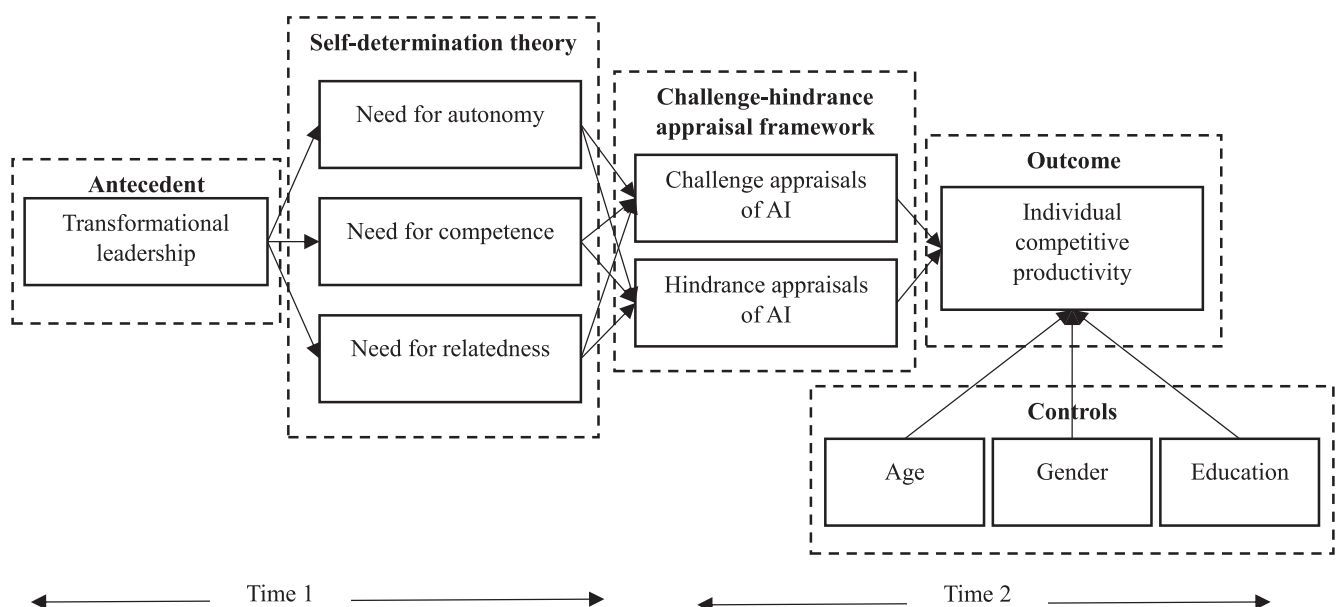 Self-determination theory
Need for autonomy
Need for competence
Need for relatedness
Antecedent
Transformational
leadership
Challenge-hindrance
appraisal framework
Challenge appraisals
of AI
Hindrance appraisals
of AI
Outcome
Individual
competitive
productivity
Controls
Age
Gender
Education
Time 1
Time 2